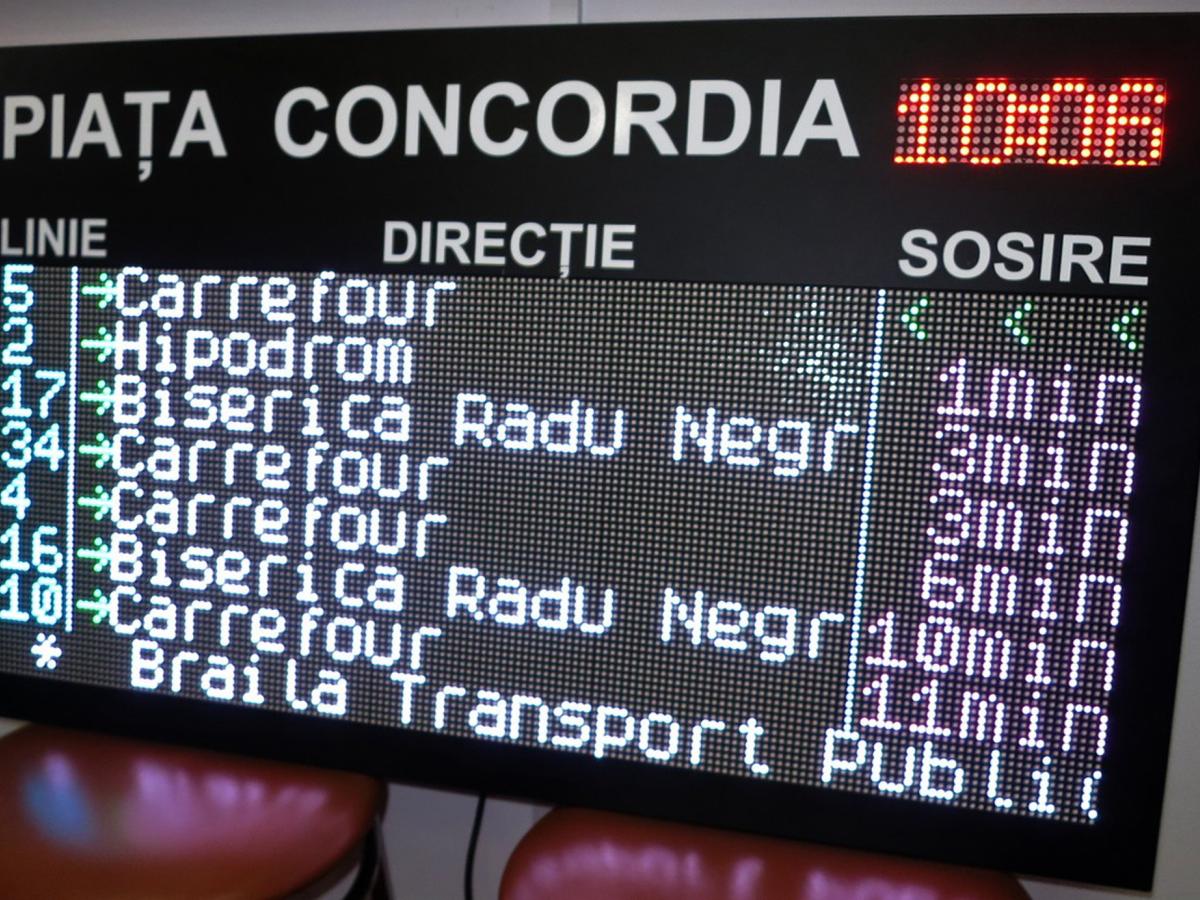 PIAȚA CONCORDIA 10:06
LINIE DIRECȚIE SOSIRE
5 →Carrefour < < <
2 →Hipodrom 1min
17 →Biserica Radu Negr 3min
34 →Carrefour 3min
4 →Carrefour 6min
16 →Biserica Radu Negr 10min
10 →Carrefour 11min
* Braila Transport Public